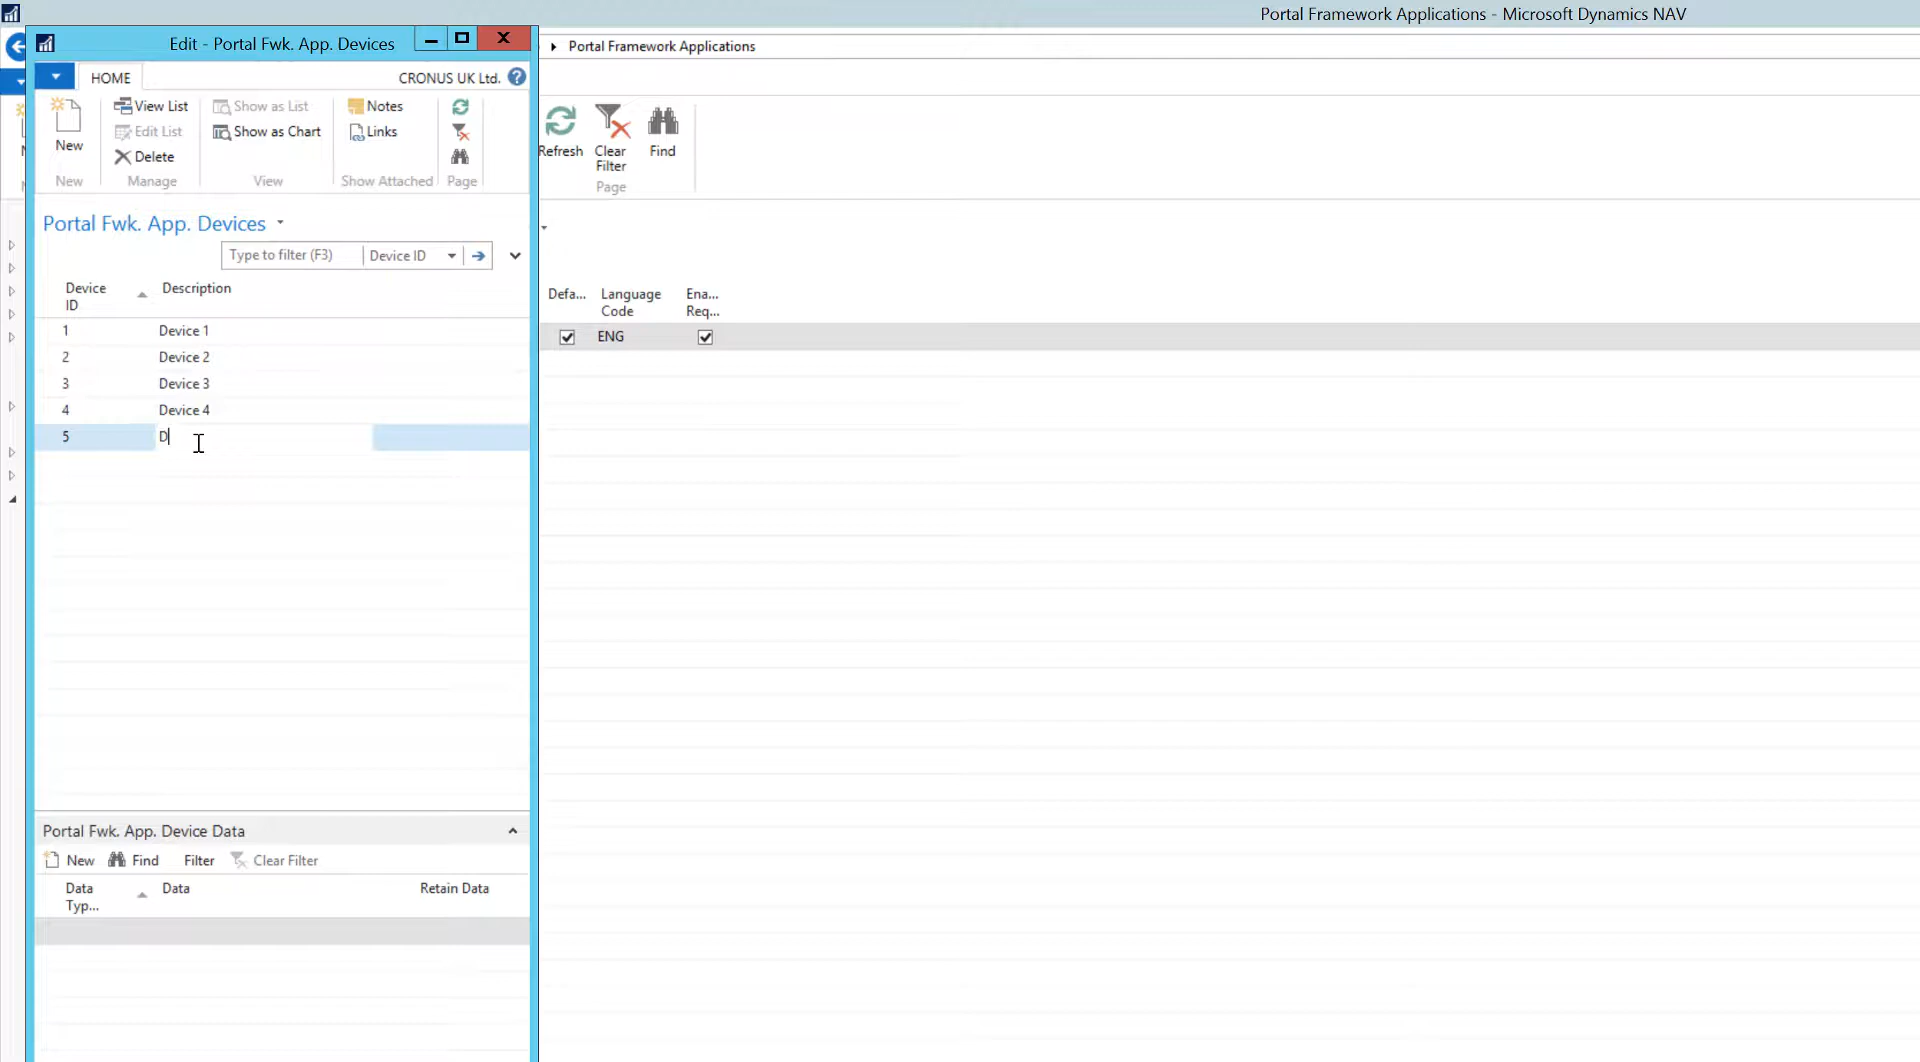 Portal Framework Applications - Microsoft Dynamics NAV
Edit - Portal Fwk. App. Devices
Portal Framework Applications
HOME
CRONUS UK Ltd.
New
View List
Edit List
Delete
Show as List
Show as Chart
Notes
Links
New
Manage
View
Show Attached
Page
Refresh
Clear
Filter
Find
Page
Portal Fwk. App. Devices
Type to filter (F3)
Device ID
Device
ID
Description
1 Device 1
2 Device 2
3 Device 3
4 Device 4
5 D
Defa...
Language
Code
Ena...
Req...
ENG
Portal Fwk. App. Device Data
New Find Filter Clear Filter
Data
Typ...
Data
Retain Data